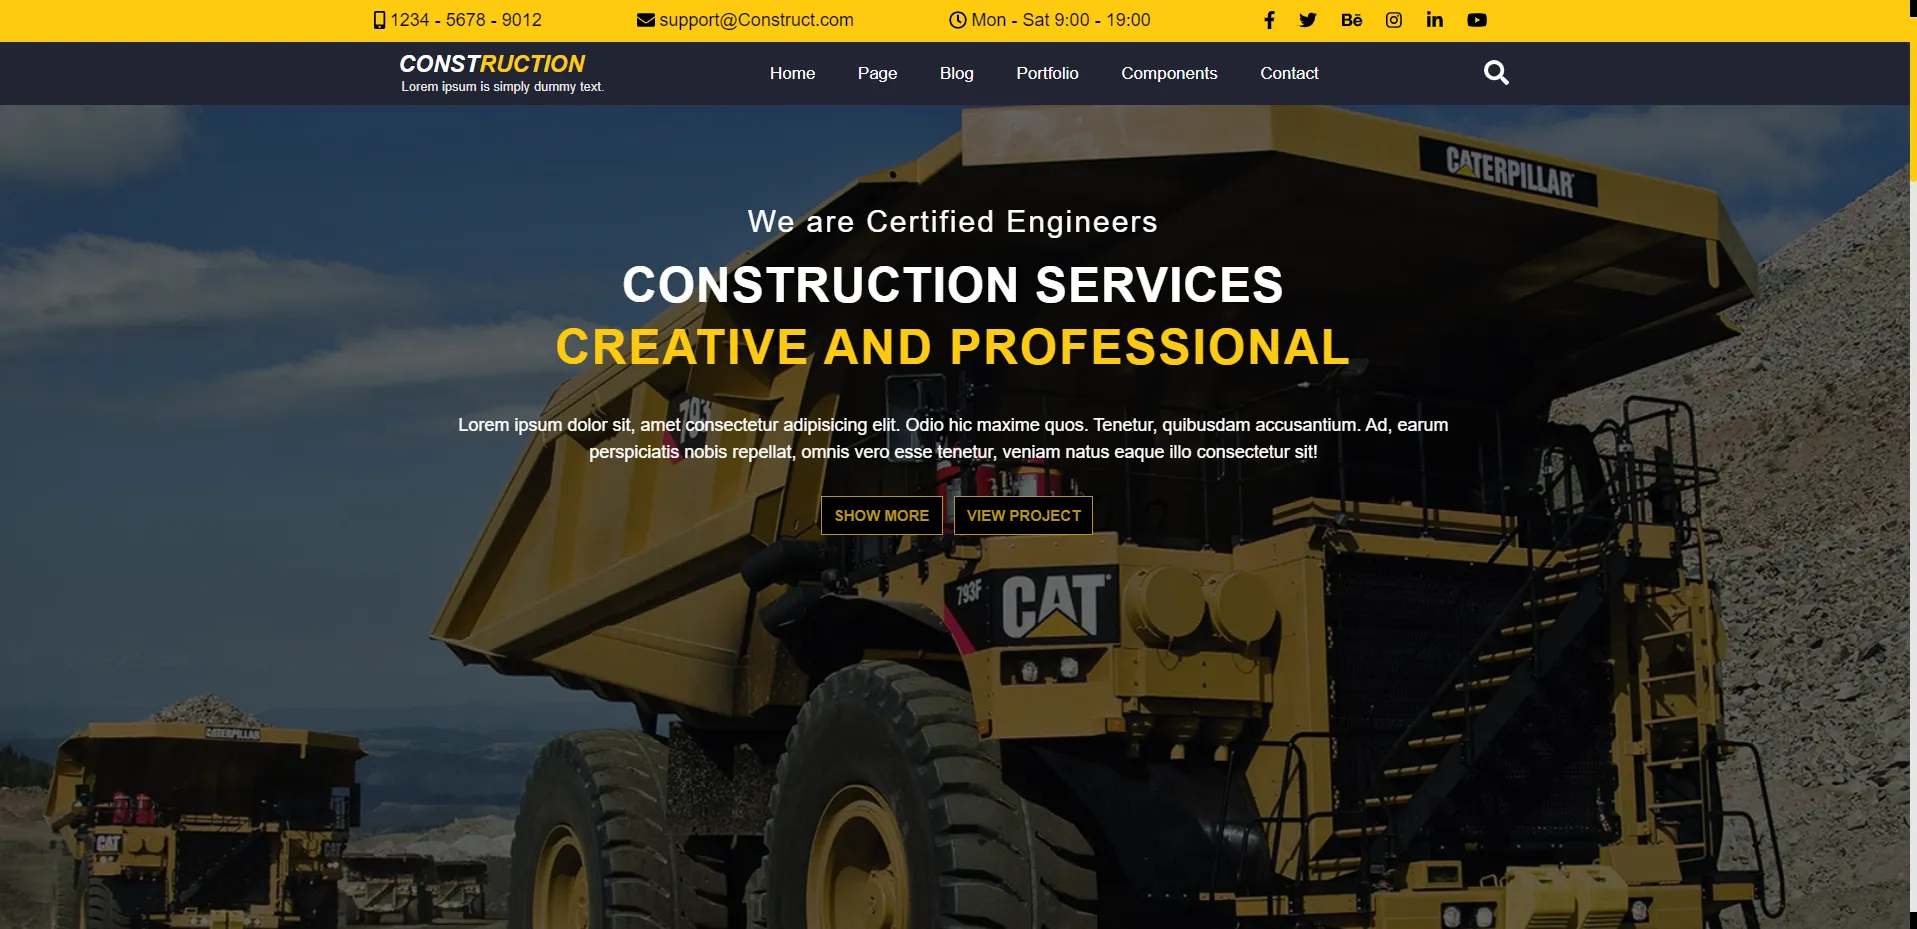 1234 - 5678 - 9012 support@Construct.com Mon - Sat 9:00 - 19:00 Bē
CONSTRUCTION
Lorem ipsum is simply dummy text.
Home Page Blog Portfolio Components Contact
CATERPILLAR
We are Certified Engineers
CONSTRUCTION SERVICES
CREATIVE AND PROFESSIONAL
793
Lorem ipsum dolor sit, amet consectetur adipisicing elit. Odio hic maxime quos. Tenetur, quibusdam accusantium. Ad, earum
perspiciatis nobis repellat, omnis vero esse tenetur, veniam natus eaque illo consectetur sit!
SHOW MORE VIEW PROJECT
793F CAT
CATERPILLAR
CAT